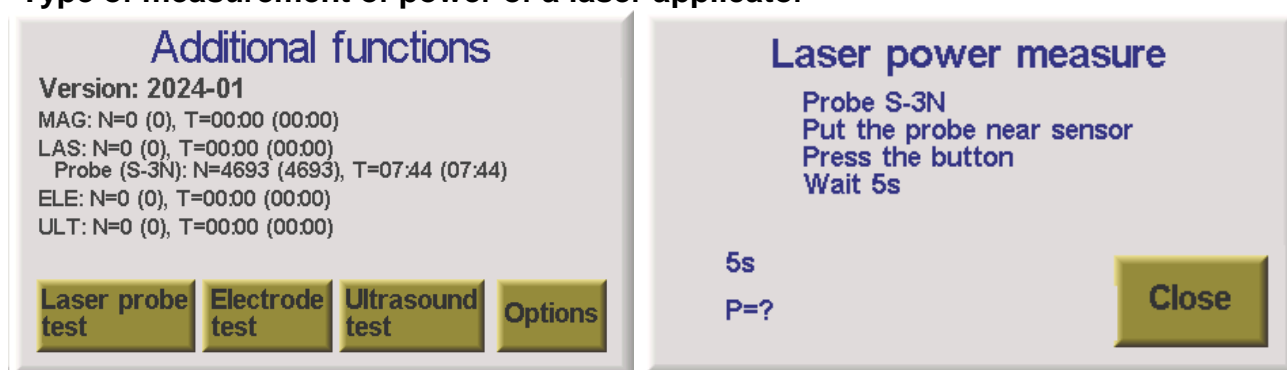 Type of measurement of power of a laser applicator
Additional functions
Version: 2024-01
MAG: N=0 (0), T=00:00 (00:00)
LAS: N=0 (0), T=00:00 (00:00)
Probe (S-3N): N=4693 (4693), T=07:44 (07:44)
ELE: N=0 (0), T=00:00 (00:00)
ULT: N=0 (0), T=00:00 (00:00)
Laser probe
test
Electrode
test
Ultrasound
test
Options
Laser power measure
Probe S-3N
Put the probe near sensor
Press the button
Wait 5s
5s
P=?
Close